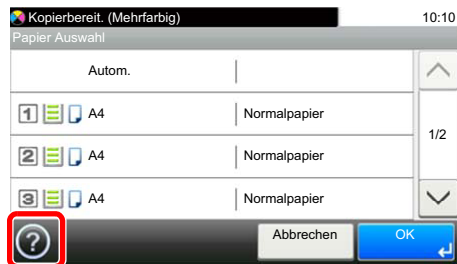 Kopierbereit. (Mehrfarbig) 10:10
Papier Auswahl
Autom.
1 A4 Normalpapier
2 A4 Normalpapier
3 A4 Normalpapier
1/2
? Abbrechen OK